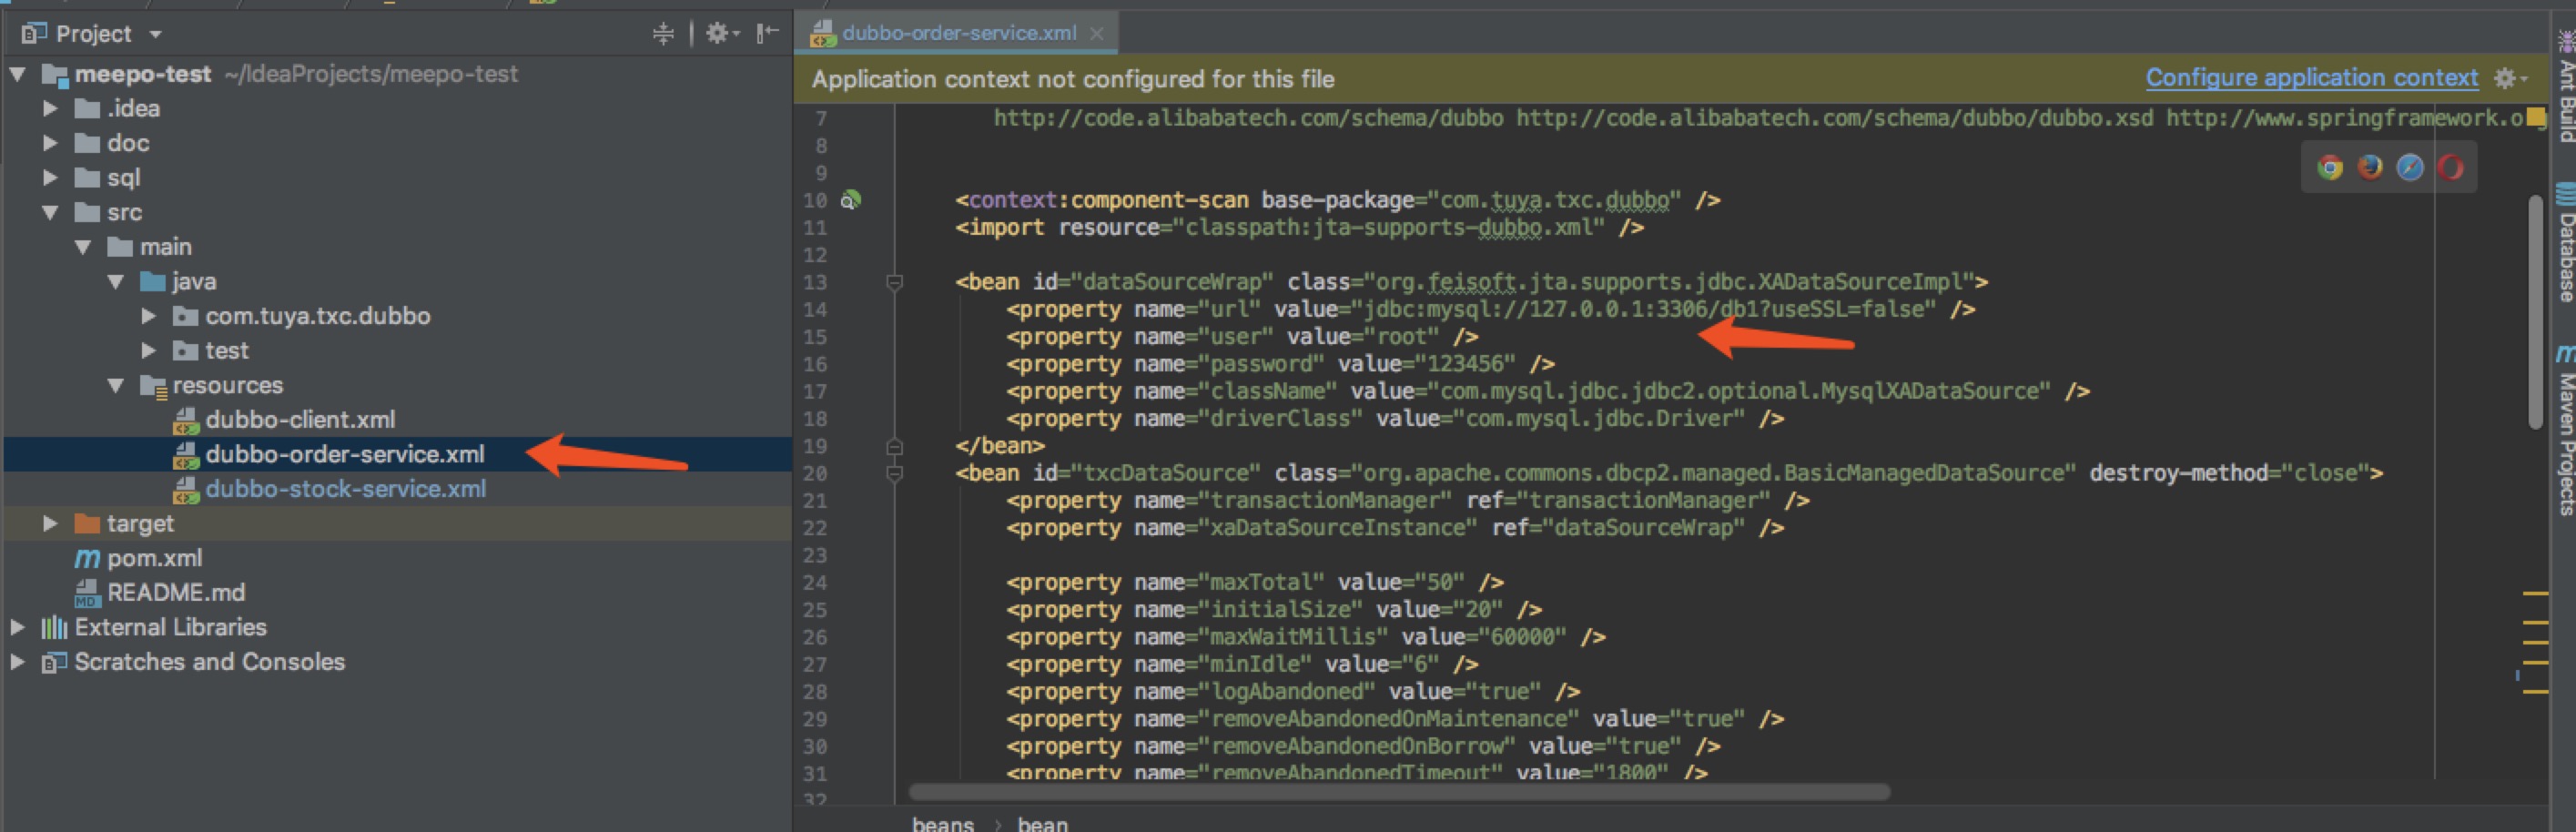 Project
meepo-test ~/IdeaProjects/meepo-test
.idea
doc
sql
src
main
java
com.tuya.txc.dubbo
test
resources
dubbo-client.xml
dubbo-order-service.xml
dubbo-stock-service.xml
target
pom.xml
README.md
External Libraries
Scratches and Consoles
dubbo-order-service.xml
Application context not configured for this file
Configure application context
7 http://code.alibabatech.com/schema/dubbo http://code.alibabatech.com/schema/dubbo/dubbo.xsd http://www.springframework.org
8
9
10 <context:component-scan base-package="com.tuya.txc.dubbo" />
11 <import resource="classpath:jta-supports-dubbo.xml" />
12
13 <bean id="dataSourceWrap" class="org.feisoft.jta.supports.jdbc.XADataSourceImpl">
14 <property name="url" value="jdbc:mysql://127.0.0.1:3306/db1?useSSL=false" />
15 <property name="user" value="root" />
16 <property name="password" value="123456" />
17 <property name="className" value="com.mysql.jdbc.jdbc2.optional.MysqlXADataSource" />
18 <property name="driverClass" value="com.mysql.jdbc.Driver" />
19 </bean>
20 <bean id="txcDataSource" class="org.apache.commons.dbcp2.managed.BasicManagedDataSource" destroy-method="close">
21 <property name="transactionManager" ref="transactionManager" />
22 <property name="xaDataSourceInstance" ref="dataSourceWrap" />
23
24 <property name="maxTotal" value="50" />
25 <property name="initialSize" value="20" />
26 <property name="maxWaitMillis" value="60000" />
27 <property name="minIdle" value="6" />
28 <property name="logAbandoned" value="true" />
29 <property name="removeAbandonedOnMaintenance" value="true" />
30 <property name="removeAbandonedOnBorrow" value="true" />
31 <property name="removeAbandonedTimeout" value="1800" />
32
beans › bean
Ant Build
Database
Maven Projects